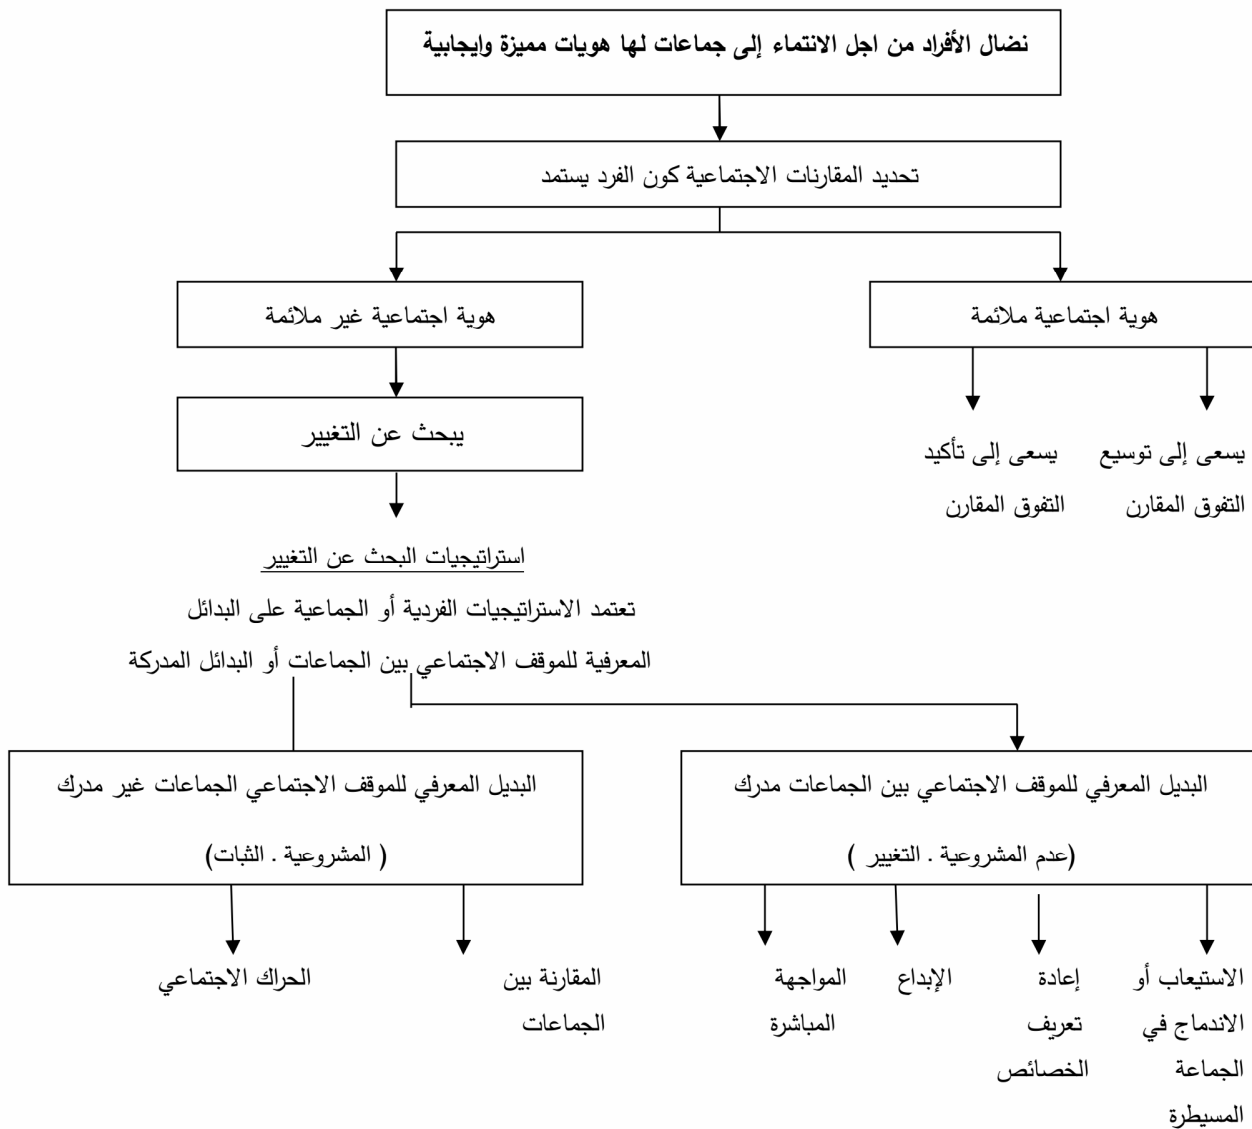 نضال الأفراد من اجل الانتماء إلى جماعات لها هويات مميزة وايجابية
تحديد المقارنات الاجتماعية كون الفرد يستمد
هوية اجتماعية ملائمة
هوية اجتماعية غير ملائمة
يبحث عن التغيير
يسعى إلى توسيع
التفوق المقارن
يسعى إلى تأكيد
التفوق المقارن
استراتيجيات البحث عن التغيير
تعتمد الاستراتيجيات الفردية أو الجماعية على البدائل
المعرفية للموقف الاجتماعي بين الجماعات أو البدائل المدركة
البديل المعرفي للموقف الاجتماعي بين الجماعات مدرك
(عدم المشروعية . التغيير )
البديل المعرفي للموقف الاجتماعي الجماعات غير مدرك
( المشروعية . الثبات)
الاستيعاب أو
الاندماج في
الجماعة
المسيطرة
إعادة
تعريف
الخصائص
الإبداع
المواجهة
المباشرة
المقارنة بين
الجماعات
الحراك الاجتماعي